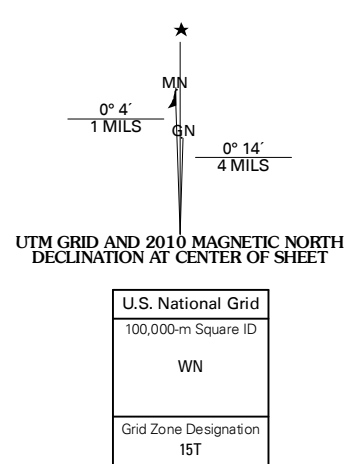 MN
0° 4´
1 MILS
GN
0° 14´
4 MILS
UTM GRID AND 2010 MAGNETIC NORTH
DECLINATION AT CENTER OF SHEET
U.S. National Grid
100,000-m Square ID
WN
Grid Zone Designation
15T